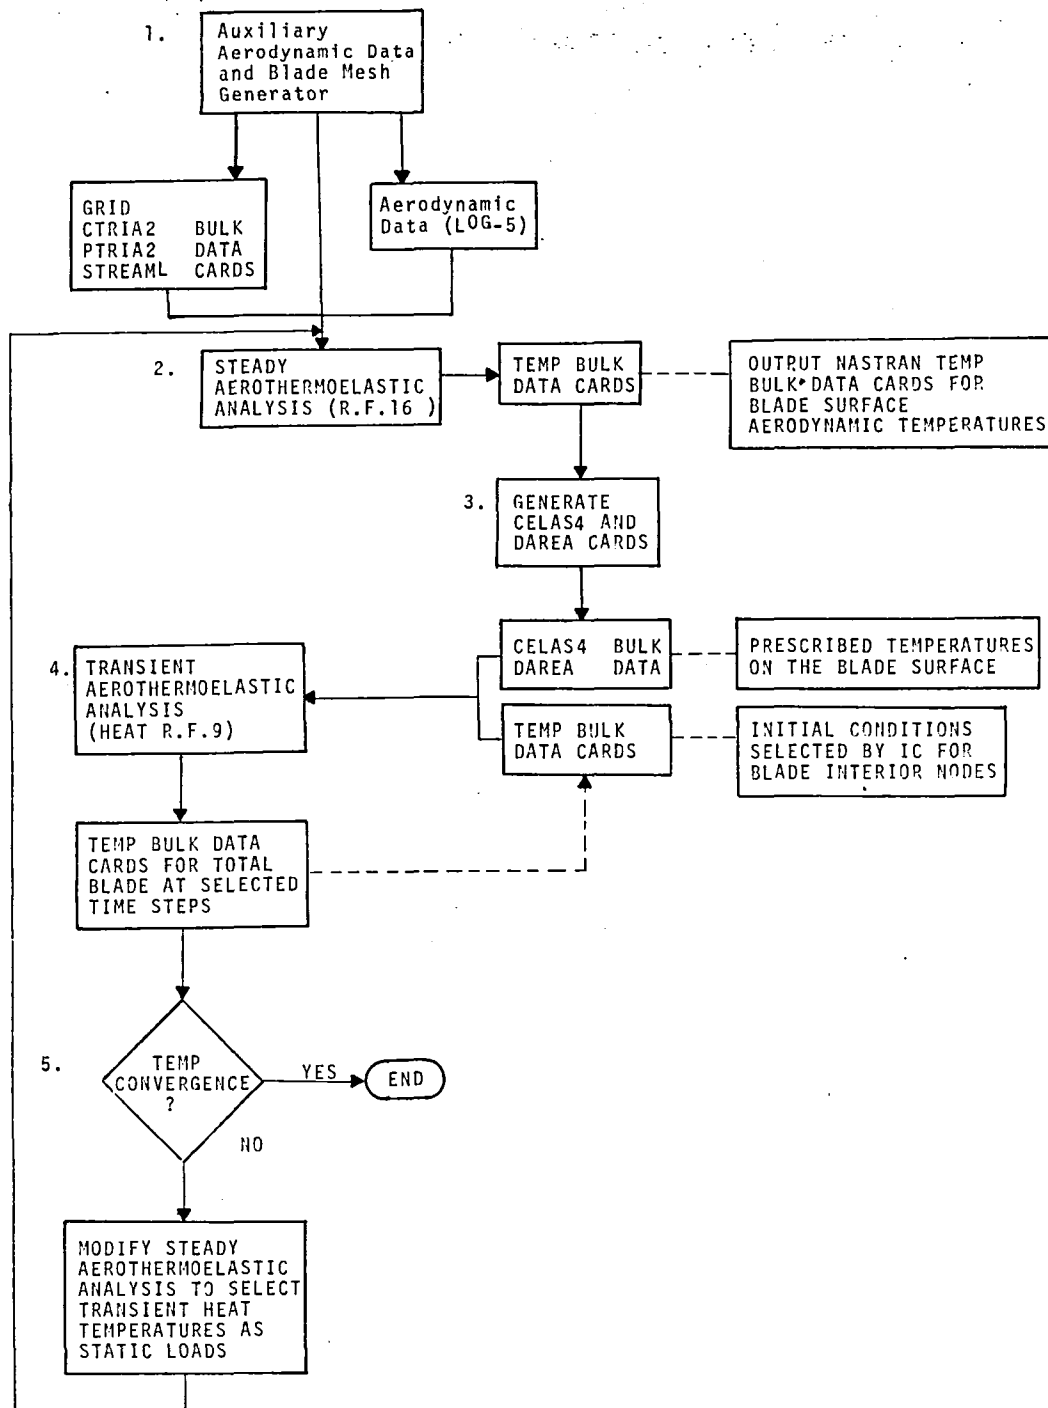 1.
Auxiliary
Aerodynamic Data
and Blade Mesh
Generator
GRID
CTRIA2 BULK
PTRIA2 DATA
STREAML CARDS
Aerodynamic
Data (LOG-5)
2.
STEADY
AEROTHERMOELASTIC
ANALYSIS (R.F.16 )
TEMP BULK
DATA CARDS
OUTPUT NASTRAN TEMP
BULK DATA CARDS FOR
BLADE SURFACE
AERODYNAMIC TEMPERATURES
3.
GENERATE
CELAS4 AND
DAREA CARDS
CELAS4 BULK
DAREA DATA
PRESCRIBED TEMPERATURES
ON THE BLADE SURFACE
4.
TRANSIENT
AEROTHERMOELASTIC
ANALYSIS
(HEAT R.F.9)
TEMP BULK
DATA CARDS
INITIAL CONDITIONS
SELECTED BY IC FOR
BLADE INTERIOR NODES
TEMP BULK DATA
CARDS FOR TOTAL
BLADE AT SELECTED
TIME STEPS
5.
TEMP
CONVERGENCE
?
YES
END
NO
MODIFY STEADY
AEROTHERMOELASTIC
ANALYSIS TO SELECT
TRANSIENT HEAT
TEMPERATURES AS
STATIC LOADS